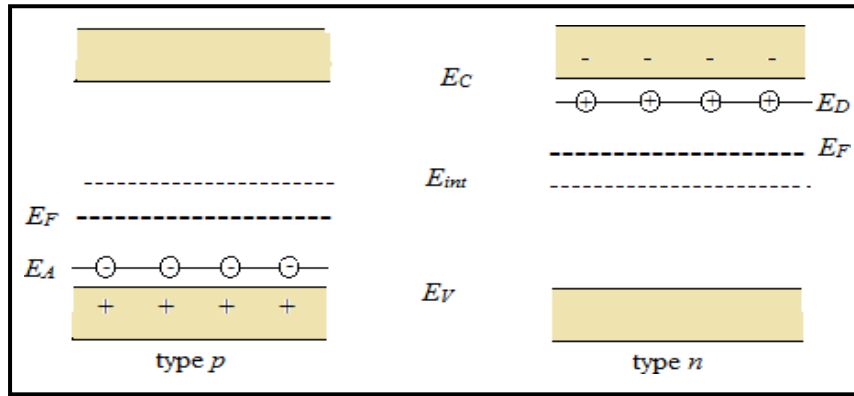 - - - -
E_C
+ + + + E_D
E_F
E_int
E_F
E_A - - - -
E_V
+ + + +
type p
type n